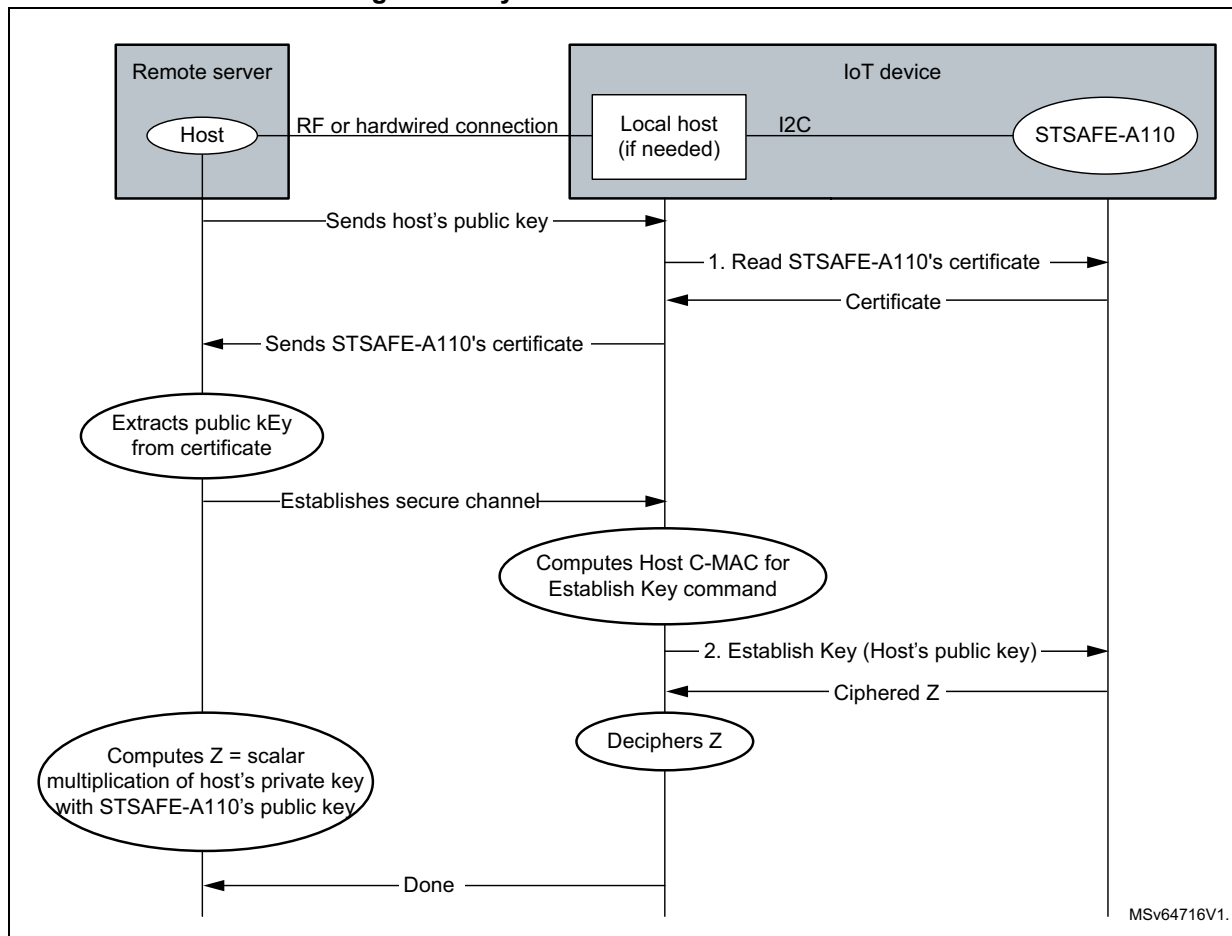 Remote server
IoT device
Host
RF or hardwired connection
Local host
(if needed)
I2C
STSAFE-A110
Sends host's public key
1. Read STSAFE-A110's certificate
Certificate
Sends STSAFE-A110's certificate
Extracts public kEy
from certificate
Establishes secure channel
Computes Host C-MAC for
Establish Key command
2. Establish Key (Host's public key)
Ciphered Z
Deciphers Z
Computes Z = scalar
multiplication of host's private key
with STSAFE-A110's public key
Done
MSv64716V1.